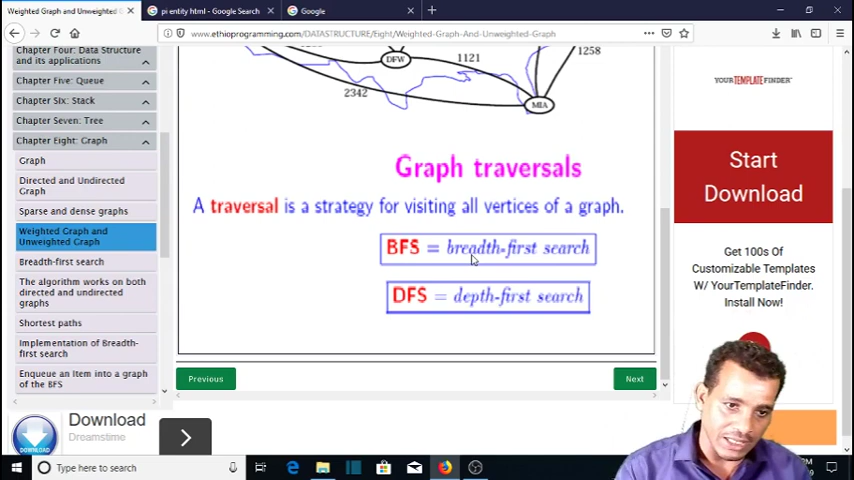 Weighted Graph and Unweighted G
pi entity html - Google Search
Google
www.ethioprogramming.com/DATASTRUCTURE/Eight/Weighted-Graph-And-Unweighted-Graph
Chapter Four: Data Structure
and its applications
Chapter Five: Queue
Chapter Six: Stack
Chapter Seven: Tree
Chapter Eight: Graph
Graph
Directed and Undirected
Graph
Sparse and dense graphs
Weighted Graph and
Unweighted Graph
Breadth-first search
The algorithm works on both
directed and undirected
graphs
Shortest paths
Implementation of Breadth-
first search
Enqueue an Item into a graph
of the BFS
DFW
1121
1258
2342
MIA
Graph traversals
A traversal is a strategy for visiting all vertices of a graph.
BFS = breadth-first search
DFS = depth-first search
Previous
Next
YOUR TEMPLATE FINDER
Start
Download
Get 100s Of
Customizable Templates
W/ YourTemplateFinder.
Install Now!
DOWNLOAD
Download
Dreamstime
Type here to search